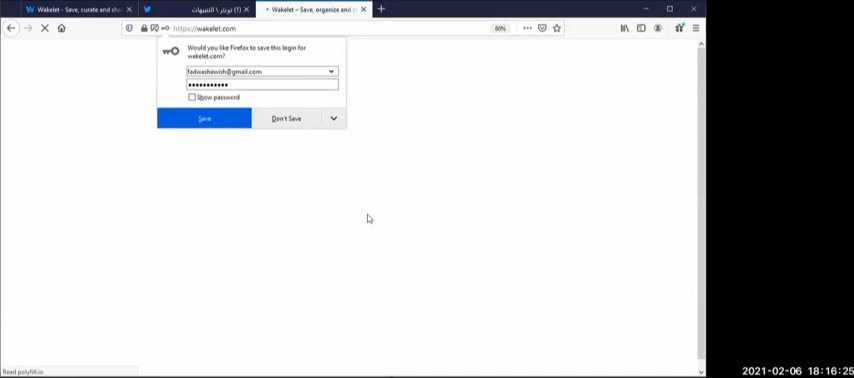 Wakelet - Save, curate and sha
(1) تويتر \ التنبيهات
Wakelet – Save, organize and s
https://wakelet.com
80%
Would you like Firefox to save this login for
wakelet.com?
fadwashawish@gmail.com
•••••••••••
Show password
Save
Don't Save
Read polyfill.io
2021-02-06 18:16:25